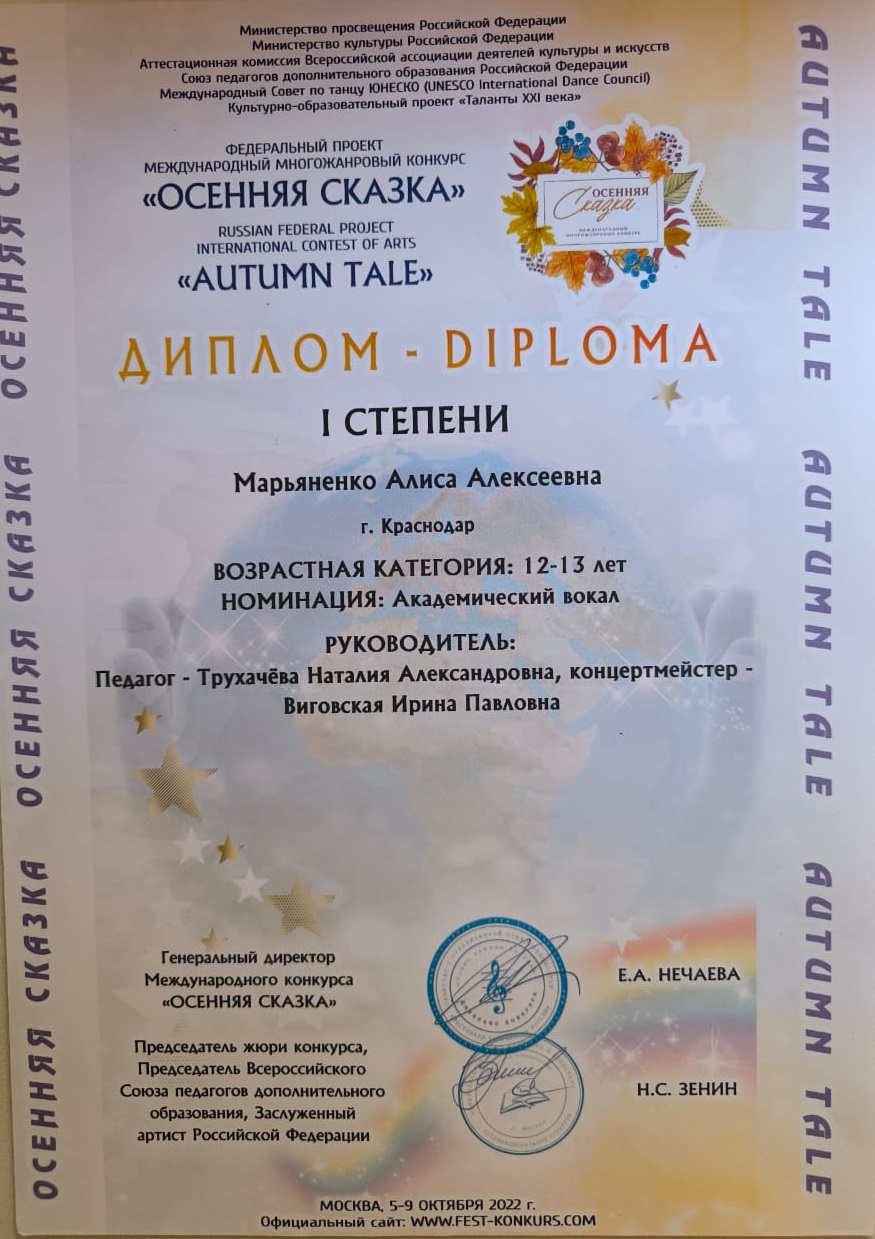 Министерство просвещения Российской Федерации
Министерство культуры Российской Федерации
Аттестационная комиссия Всероссийской ассоциации деятелей культуры и искусств
Союз педагогов дополнительного образования Российской Федерации
Международный Совет по танцу ЮНЕСКО (UNESCO International Dance Council)
Культурно-образовательный проект «Таланты XXI века»
ФЕДЕРАЛЬНЫЙ ПРОЕКТ
МЕЖДУНАРОДНЫЙ МНОГОЖАНРОВЫЙ КОНКУРС
«ОСЕННЯЯ СКАЗКА»
RUSSIAN FEDERAL PROJECT
INTERNATIONAL CONTEST OF ARTS
«AUTUMN TALE»
ОСЕННЯЯ
Сказка
МЕЖДУНАРОДНЫЙ
МНОГОЖАНРОВЫЙ КОНКУРС
ДИПЛОМ - DIPLOMA
I СТЕПЕНИ
Марьяненко Алиса Алексеевна
г. Краснодар
ВОЗРАСТНАЯ КАТЕГОРИЯ: 12-13 лет
НОМИНАЦИЯ: Академический вокал
РУКОВОДИТЕЛЬ:
Педагог - Трухачёва Наталия Александровна, концертмейстер -
Виговская Ирина Павловна
Генеральный директор
Международного конкурса
«ОСЕННЯЯ СКАЗКА»
Е.А. НЕЧАЕВА
Председатель жюри конкурса,
Председатель Всероссийского
Союза педагогов дополнительного
образования, Заслуженный
артист Российской Федерации
Н.С. ЗЕНИН
МОСКВА, 5-9 ОКТЯБРЯ 2022 г.
Официальный сайт: WWW.FEST-KONKURS.COM
ОСЕННЯЯ СКАЗКА ОСЕННЯЯ СКАЗКА ОСЕННЯЯ СКАЗКА
AUTUMN TALE AUTUMN TALE AUTUMN TALE